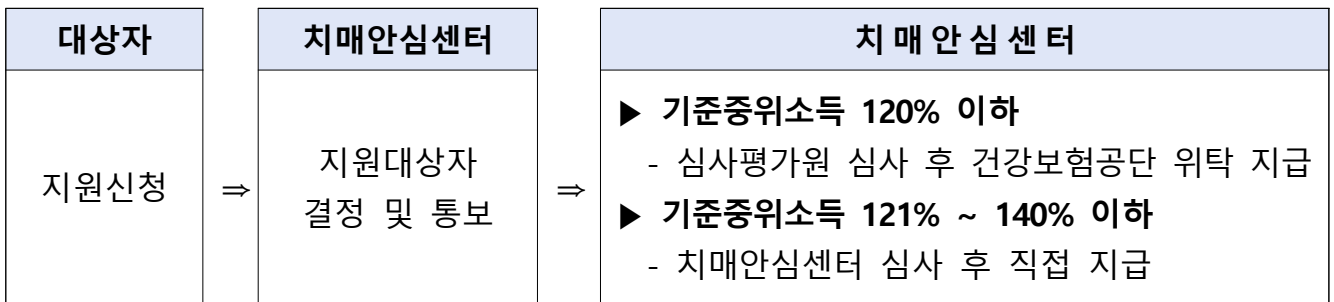 대상자
지원신청
⇒
치매안심센터
지원대상자
결정 및 통보
⇒
치매안심센터
▶ 기준중위소득 120% 이하
- 심사평가원 심사 후 건강보험공단 위탁 지급
▶ 기준중위소득 121% ~ 140% 이하
- 치매안심센터 심사 후 직접 지급